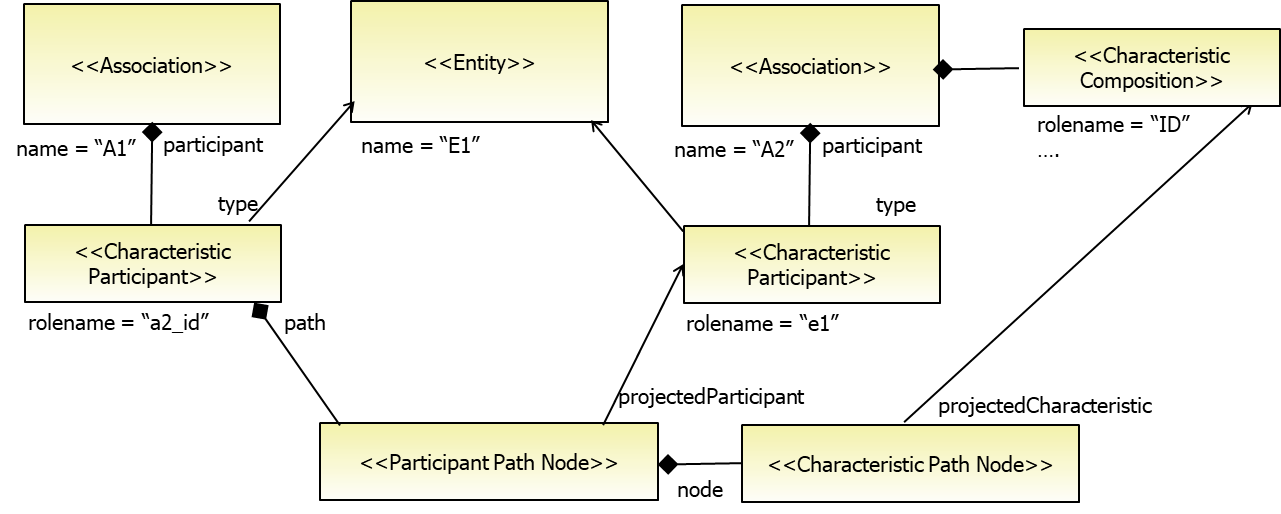 <<Association>>
<<Entity>>
<<Association>>
<<Characteristic
Composition>>
name = “A1”
participant
name = “E1”
name = “A2”
participant
rolename = “ID”
….
type
type
<<Characteristic
Participant>>
<<Characteristic
Participant>>
rolename = “a2_id”
path
rolename = “e1”
projectedParticipant
projectedCharacteristic
<<Participant Path Node>>
<<Characteristic Path Node>>
node